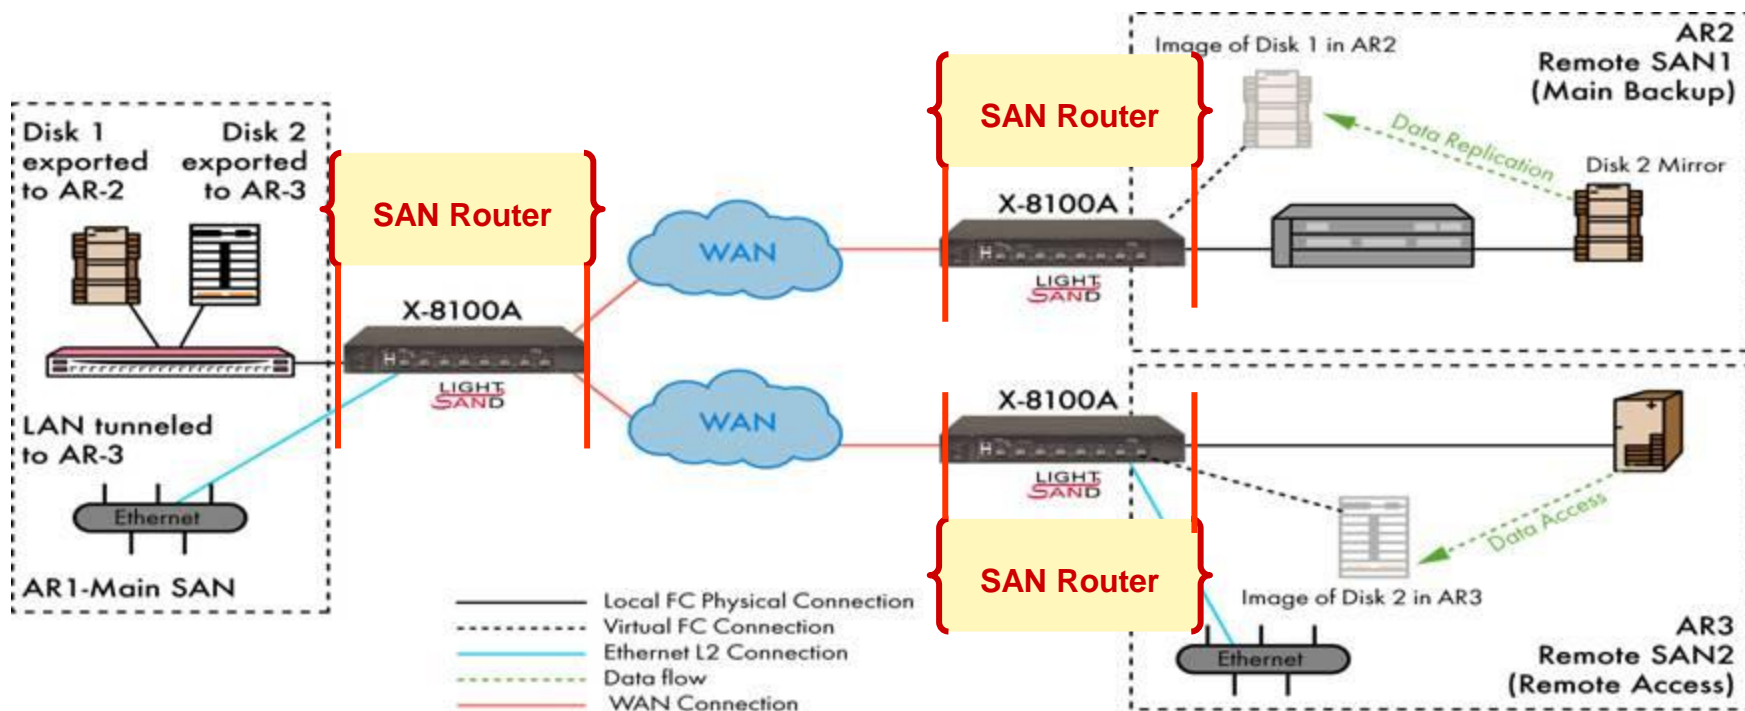 Disk 1
exported
to AR-2
Disk 2
exported
to AR-3
SAN Router
X-8100A
H
LIGHT
SAND
LAN tunneled
to AR-3
Ethernet
AR1-Main SAN
WAN
WAN
SAN Router
X-8100A
H
LIGHT
SAND
Image of Disk 1 in AR2
AR2
Remote SAN1
(Main Backup)
Data Replication
Disk 2 Mirror
X-8100A
H
LIGHT
SAND
SAN Router
Data Access
Image of Disk 2 in AR3
Ethernet
AR3
Remote SAN2
(Remote Access)
Local FC Physical Connection
Virtual FC Connection
Ethernet L2 Connection
Data flow
WAN Connection